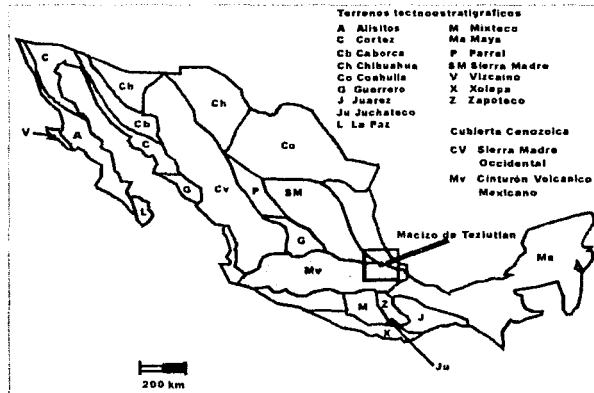 Terrenos tectnoestratigráficos
A Alisitos
C Cortez
Cb Caborca
Ch Chihuahua
Co Coahuila
G Guerrero
J Juarez
Ju Juchateco
L La Paz
M Mixteco
Ma Maya
P Parral
SM Sierra Madre
V Vizcaino
X Xolapa
Z Zapoteco
Cubierta Cenozoica
CV Sierra Madre
Occidental
Mv Cinturón Volcanico
Mexicano
C
Ch
Ch
Cb
C
V
A
L
G
Cv
P
SM
Co
G
Macizo de Teziutlan
Mv
Ma
M
Z
J
X
Ju
200 km